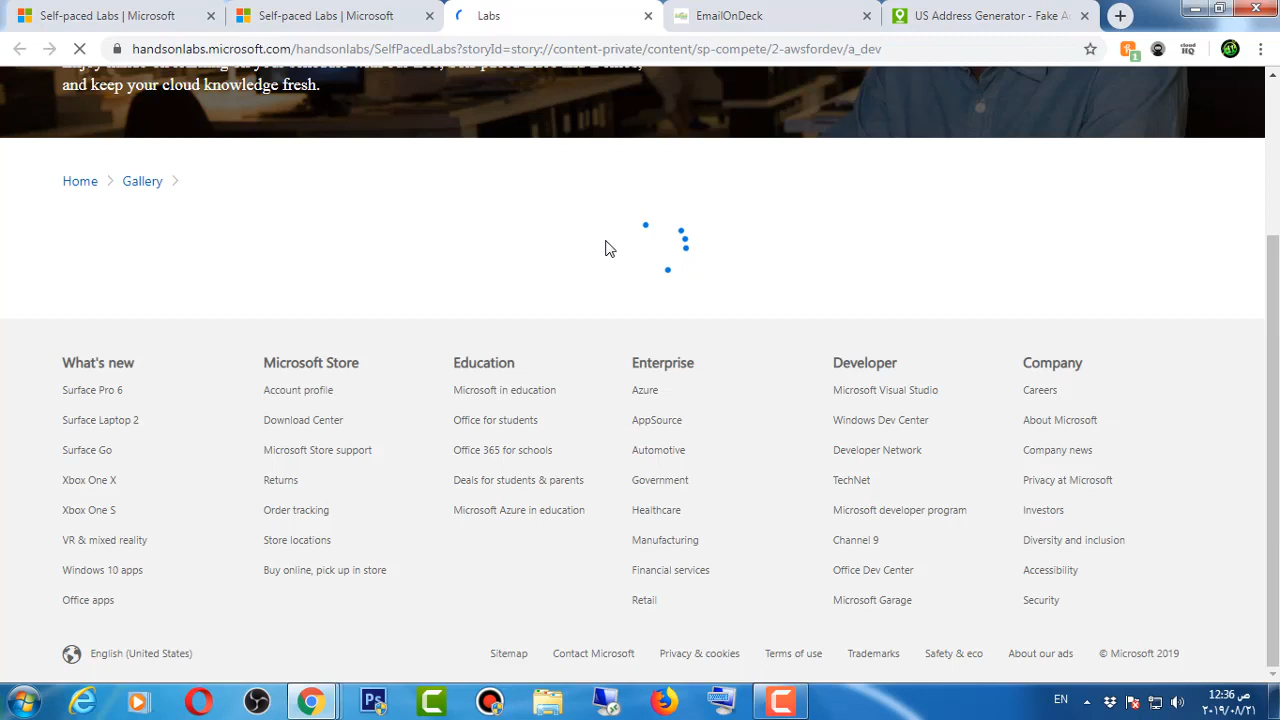 Self-paced Labs | Microsoft
Self-paced Labs | Microsoft
Labs
EmailOnDeck
US Address Generator - Fake Ad
handsonlabs.microsoft.com/handsonlabs/SelfPacedLabs?storyId=story://content-private/content/sp-compete/2-awsfordev/a_dev
cloud
HQ
1
and keep your cloud knowledge fresh.
Home
Gallery
What's new
Surface Pro 6
Surface Laptop 2
Surface Go
Xbox One X
Xbox One S
VR & mixed reality
Windows 10 apps
Office apps
Microsoft Store
Account profile
Download Center
Microsoft Store support
Returns
Order tracking
Store locations
Buy online, pick up in store
Education
Microsoft in education
Office for students
Office 365 for schools
Deals for students & parents
Microsoft Azure in education
Enterprise
Azure
AppSource
Automotive
Government
Healthcare
Manufacturing
Financial services
Retail
Developer
Microsoft Visual Studio
Windows Dev Center
Developer Network
TechNet
Microsoft developer program
Channel 9
Office Dev Center
Microsoft Garage
Company
Careers
About Microsoft
Company news
Privacy at Microsoft
Investors
Diversity and inclusion
Accessibility
Security
English (United States)
Sitemap
Contact Microsoft
Privacy & cookies
Terms of use
Trademarks
Safety & eco
About our ads
© Microsoft 2019
EN
12:36 ص
٢٠١٩/٠٨/٢١